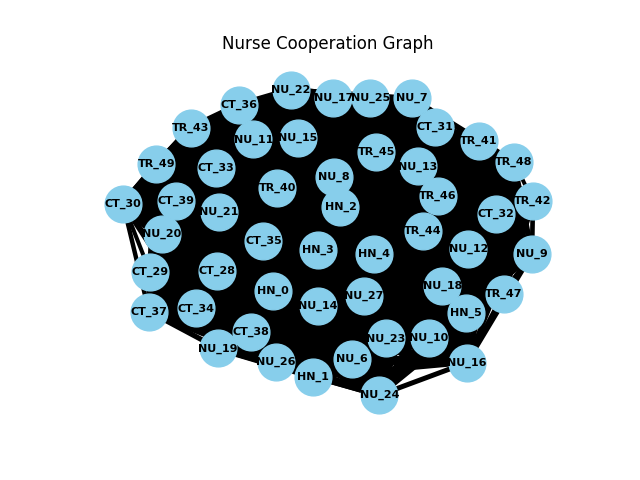 Nurse Cooperation Graph
NU_22
NU_17
NU_25
NU_7
CT_36
TR_43
CT_31
NU_11
NU_15
TR_41
TR_45
TR_49
CT_33
NU_13
TR_48
NU_8
TR_40
TR_46
CT_30
CT_39
HN_2
TR_42
NU_21
CT_32
NU_20
TR_44
CT_35
HN_3
HN_4
NU_12
NU_9
CT_29
CT_28
NU_18
HN_0
NU_27
TR_47
CT_37
CT_34
NU_14
HN_5
CT_38
NU_23
NU_10
NU_19
NU_26
NU_6
NU_16
HN_1
NU_24